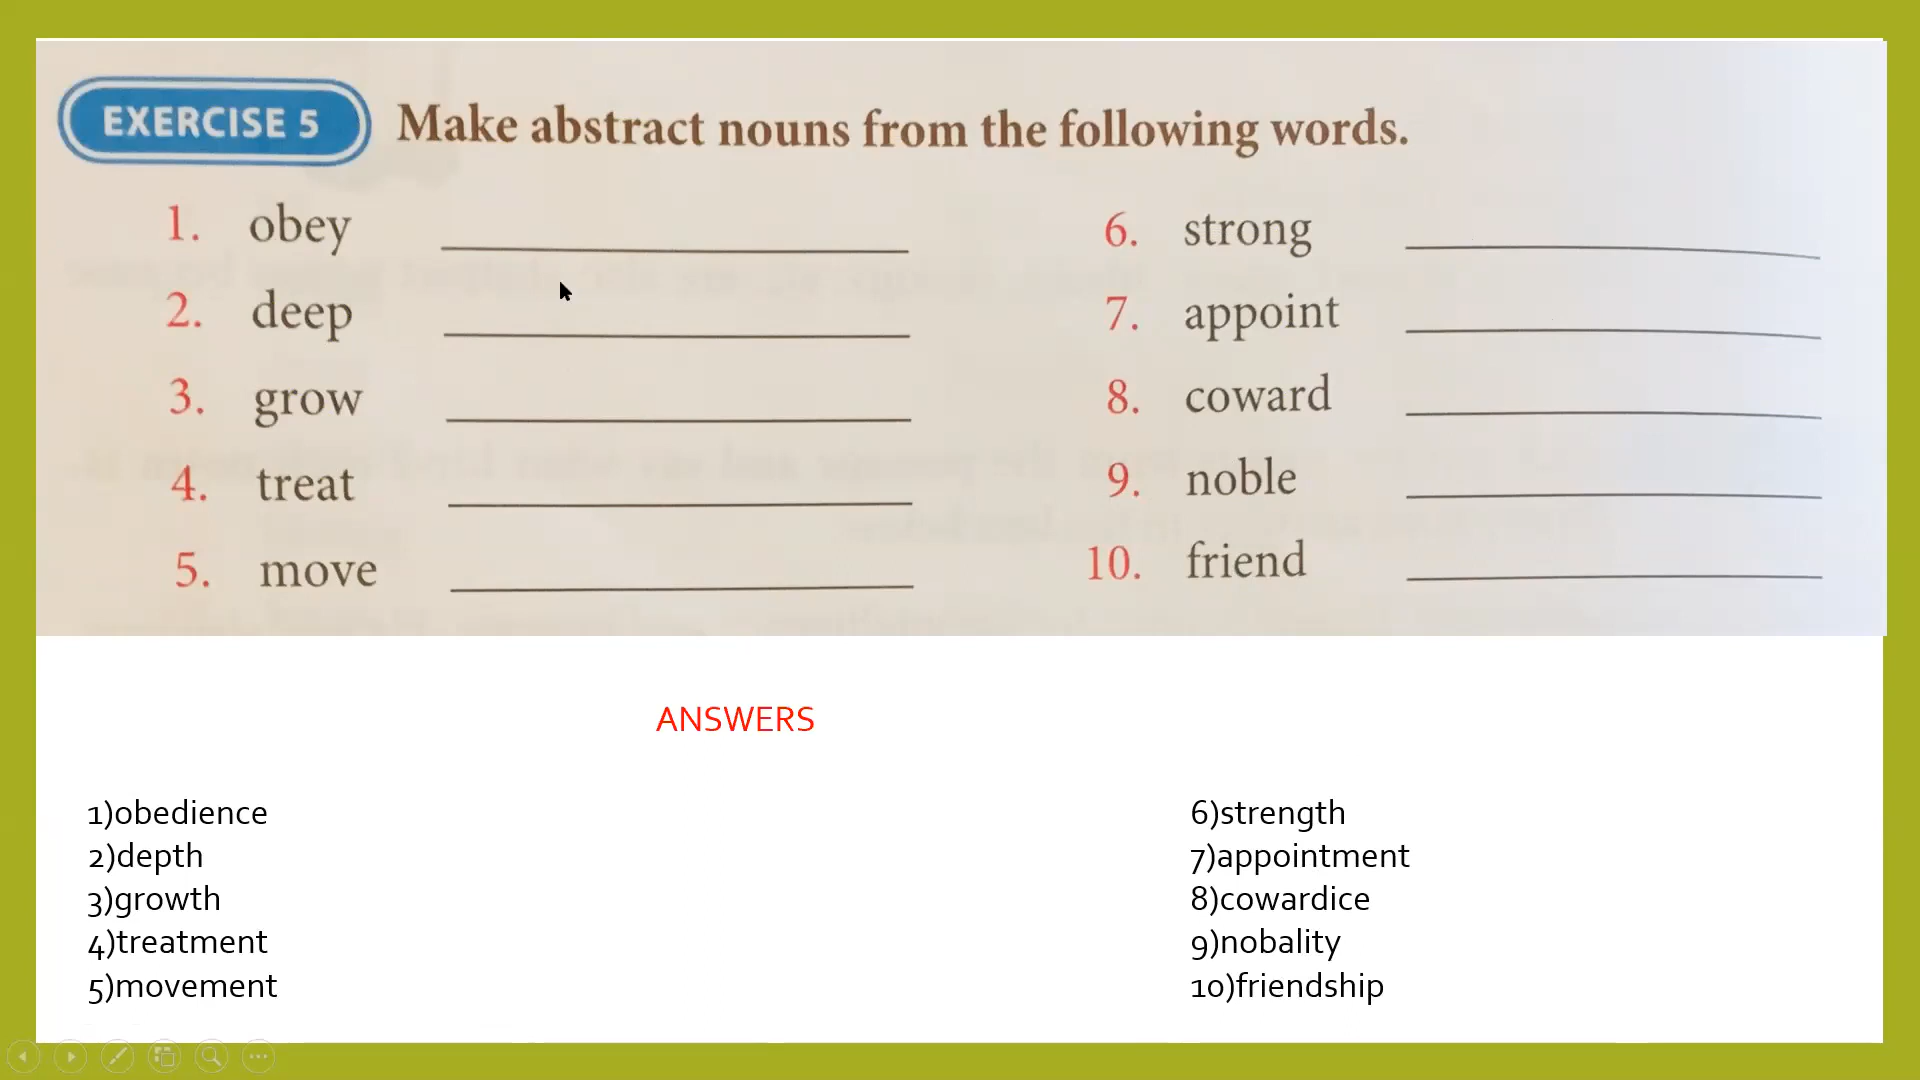 EXERCISE 5 Make abstract nouns from the following words.
1. obey
2. deep
3. grow
4. treat
5. move
6. strong
7. appoint
8. coward
9. noble
10. friend
ANSWERS
1)obedience
2)depth
3)growth
4)treatment
5)movement
6)strength
7)appointment
8)cowardice
9)nobality
10)friendship